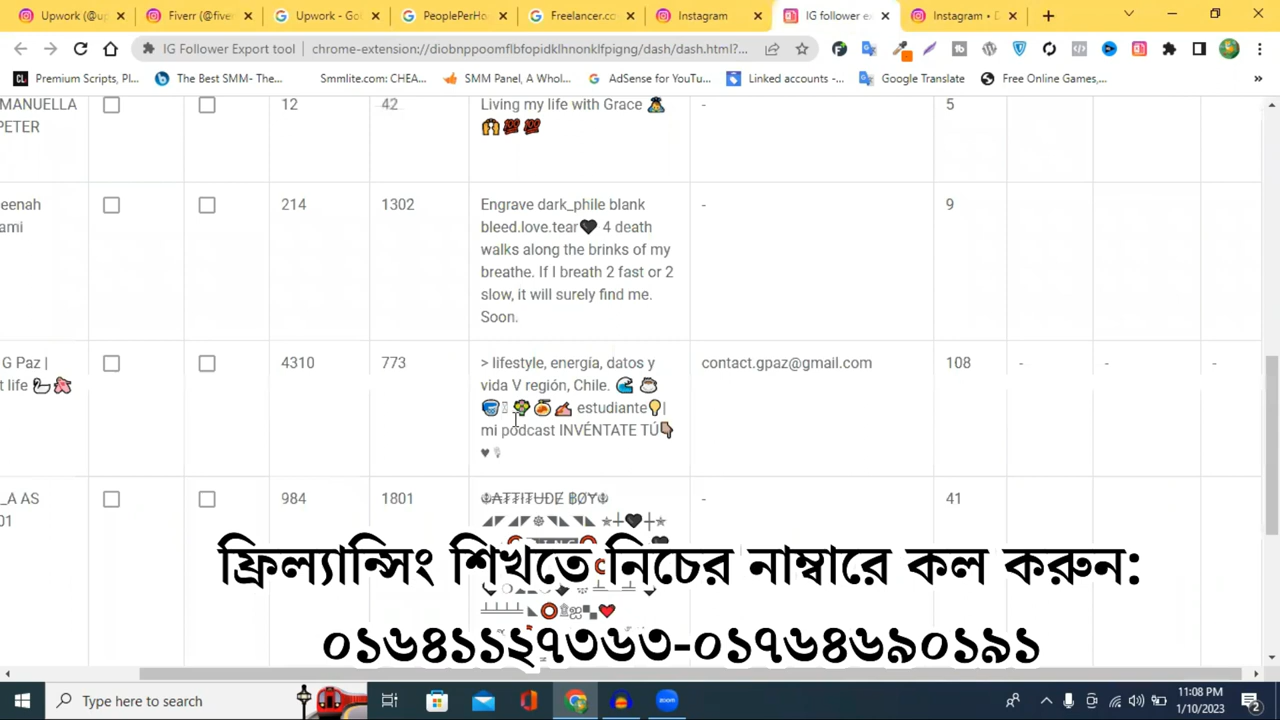 Upwork (@up
Fiverr (@fiver
Upwork - Go
PeoplePerHo
Freelancer.co
Instagram
IG follower e
Instagram • D
IG Follower Export tool
chrome-extension://diobnppoomflbfopidklhnonklfpigng/dash/dash.html?...
Premium Scripts, Pl...
The Best SMM- The...
Smmlite.com: CHEA...
SMM Panel, A Whol...
AdSense for YouTu...
Linked accounts -...
Google Translate
Free Online Games,...
MANUELLA
PETER
12
42
Living my life with Grace 
🙌💯💯
-
5
eenah
ami
214
1302
Engrave dark_phile blank
bleed.love.tear🖤 4 death
walks along the brinks of my
breathe. If I breath 2 fast or 2
slow, it will surely find me.
Soon.
-
9
G Paz |
t life 🦢
4310
773
> lifestyle, energía, datos y
vida V región, Chile. 🌊
estudiante💡|
mi podcast INVÉNTATE TÚ👇🏽
♥
contact.gpaz@gmail.com
108
-
-
-
_A AS
01
984
1801
-
41
ফ্রিল্যান্সিং শিখতে নিচের নাম্বারে কল করুন:
০১৬৪১১২৭৩৬৩-০১৭৬৪৬৯০১৯১
Type here to search
11:08 PM
1/10/2023
2